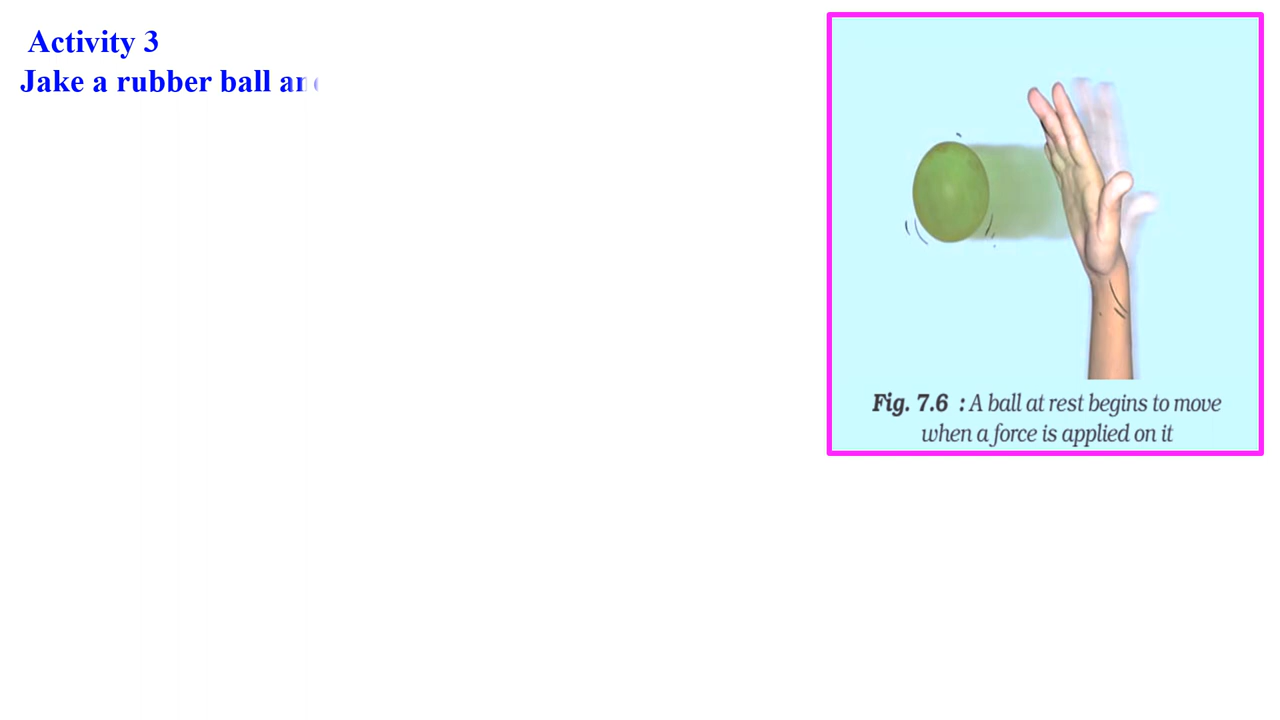 Activity 3
Jake a rubber ball
Fig. 7.6 : A ball at rest begins to move
when a force is applied on it